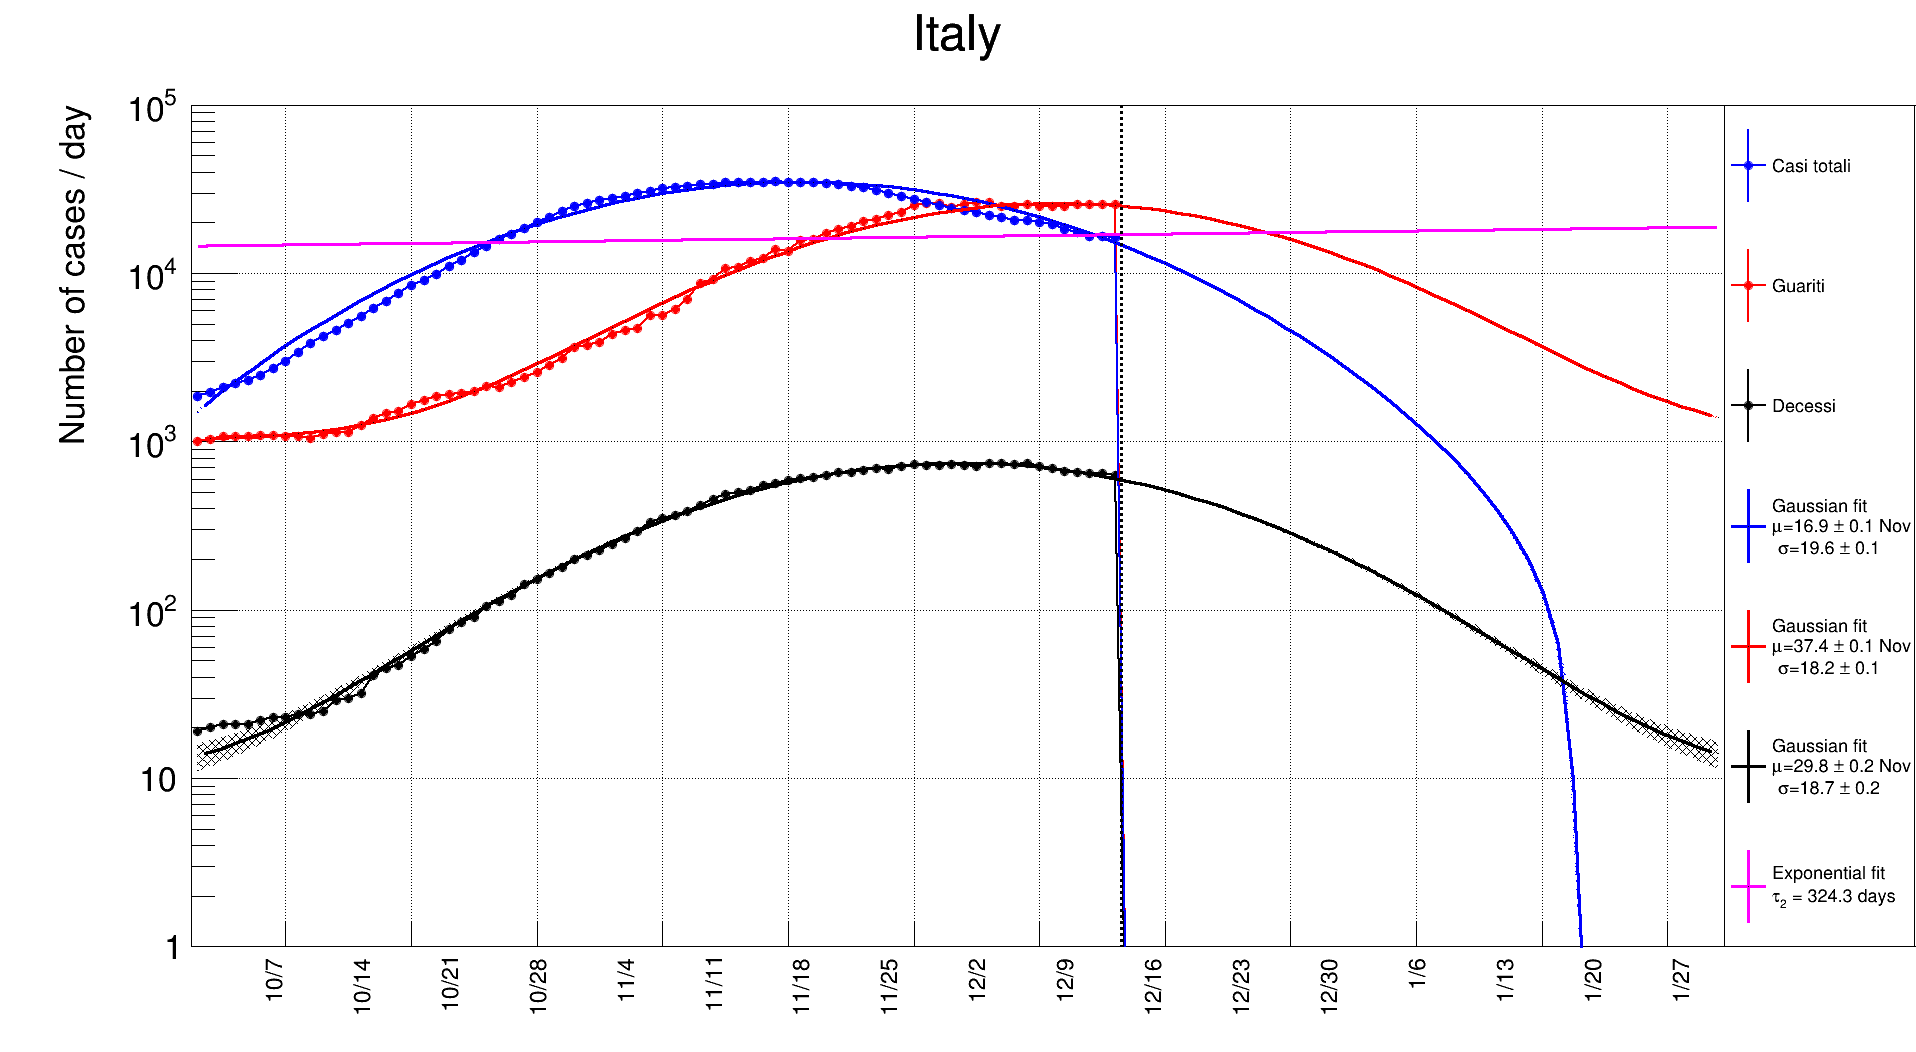 Italy
Number of cases / day
10^5
10^4
10^3
10^2
10
1
10/7
10/14
10/21
10/28
11/4
11/11
11/18
11/25
12/2
12/9
12/16
12/23
12/30
1/6
1/13
1/20
1/27
Casi totali
Guariti
Decessi
Gaussian fit
μ=16.9 ± 0.1 Nov
σ=19.6 ± 0.1
Gaussian fit
μ=37.4 ± 0.1 Nov
σ=18.2 ± 0.1
Gaussian fit
μ=29.8 ± 0.2 Nov
σ=18.7 ± 0.2
Exponential fit
τ₂ = 324.3 days